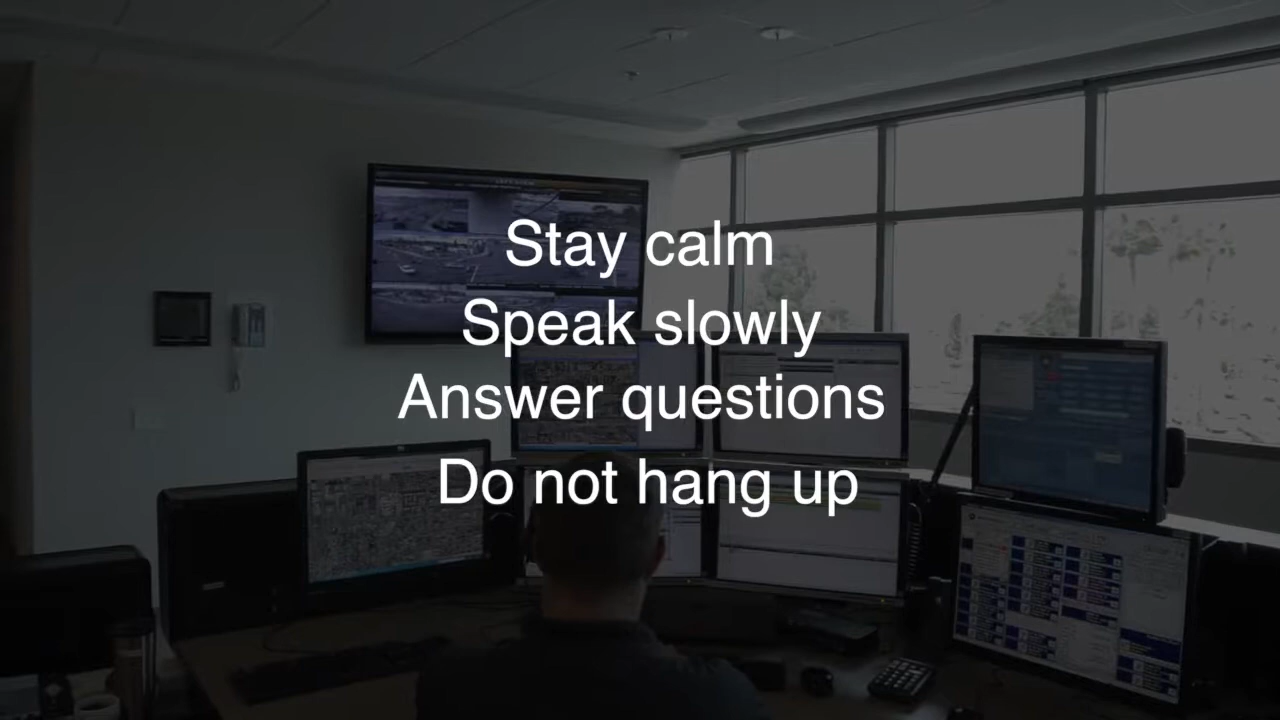 Stay calm
Speak slowly
Answer questions
Do not hang up